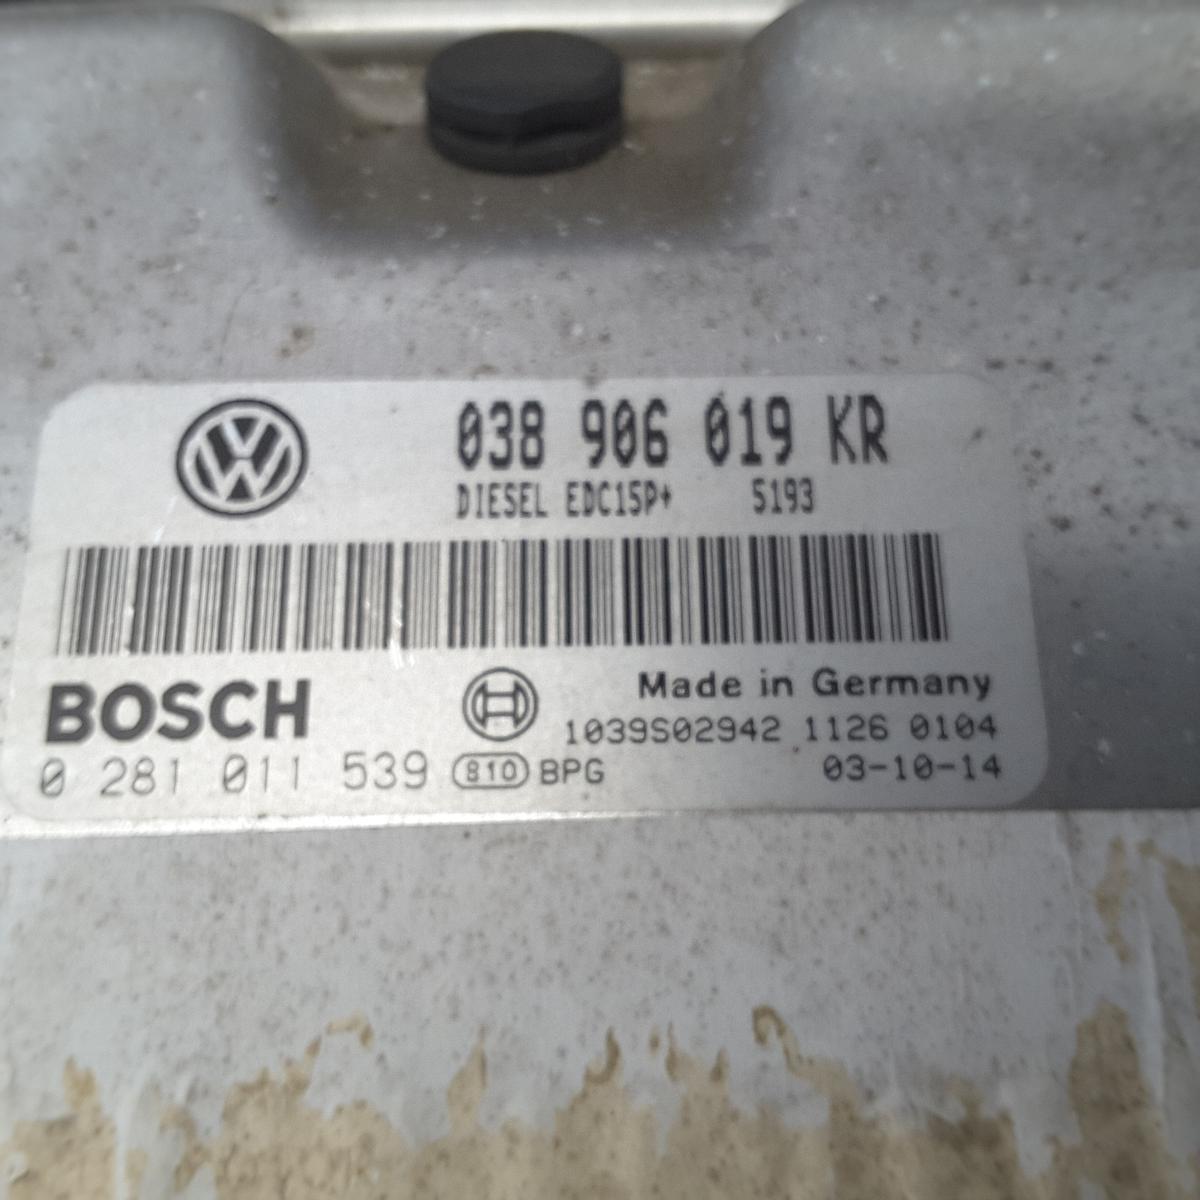 038 906 019 KR
DIESEL EDC15P+ 5193
BOSCH
Made in Germany
1039S02942 1126 0104
0 281 011 539 810 BPG 03-10-14